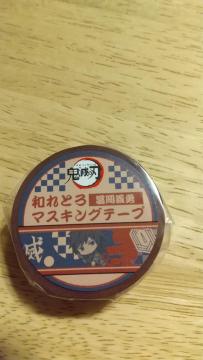 鬼滅の刃
和れとろ 冨岡義勇
マスキングテープ
滅